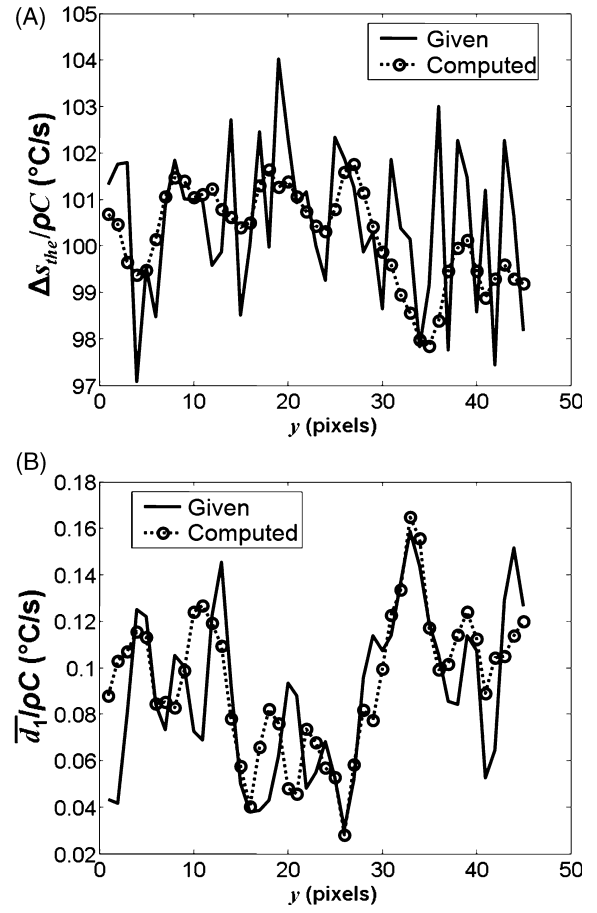 (A)
105
104
103
102
101
100
99
98
97
Δs_the/ρC (°C/s)
Given
Computed
0 10 20 30 40 50
y (pixels)
(B)
0.18
0.16
0.14
0.12
0.1
0.08
0.06
0.04
0.02
d̅₁/ρC (°C/s)
Given
Computed
0 10 20 30 40 50
y (pixels)